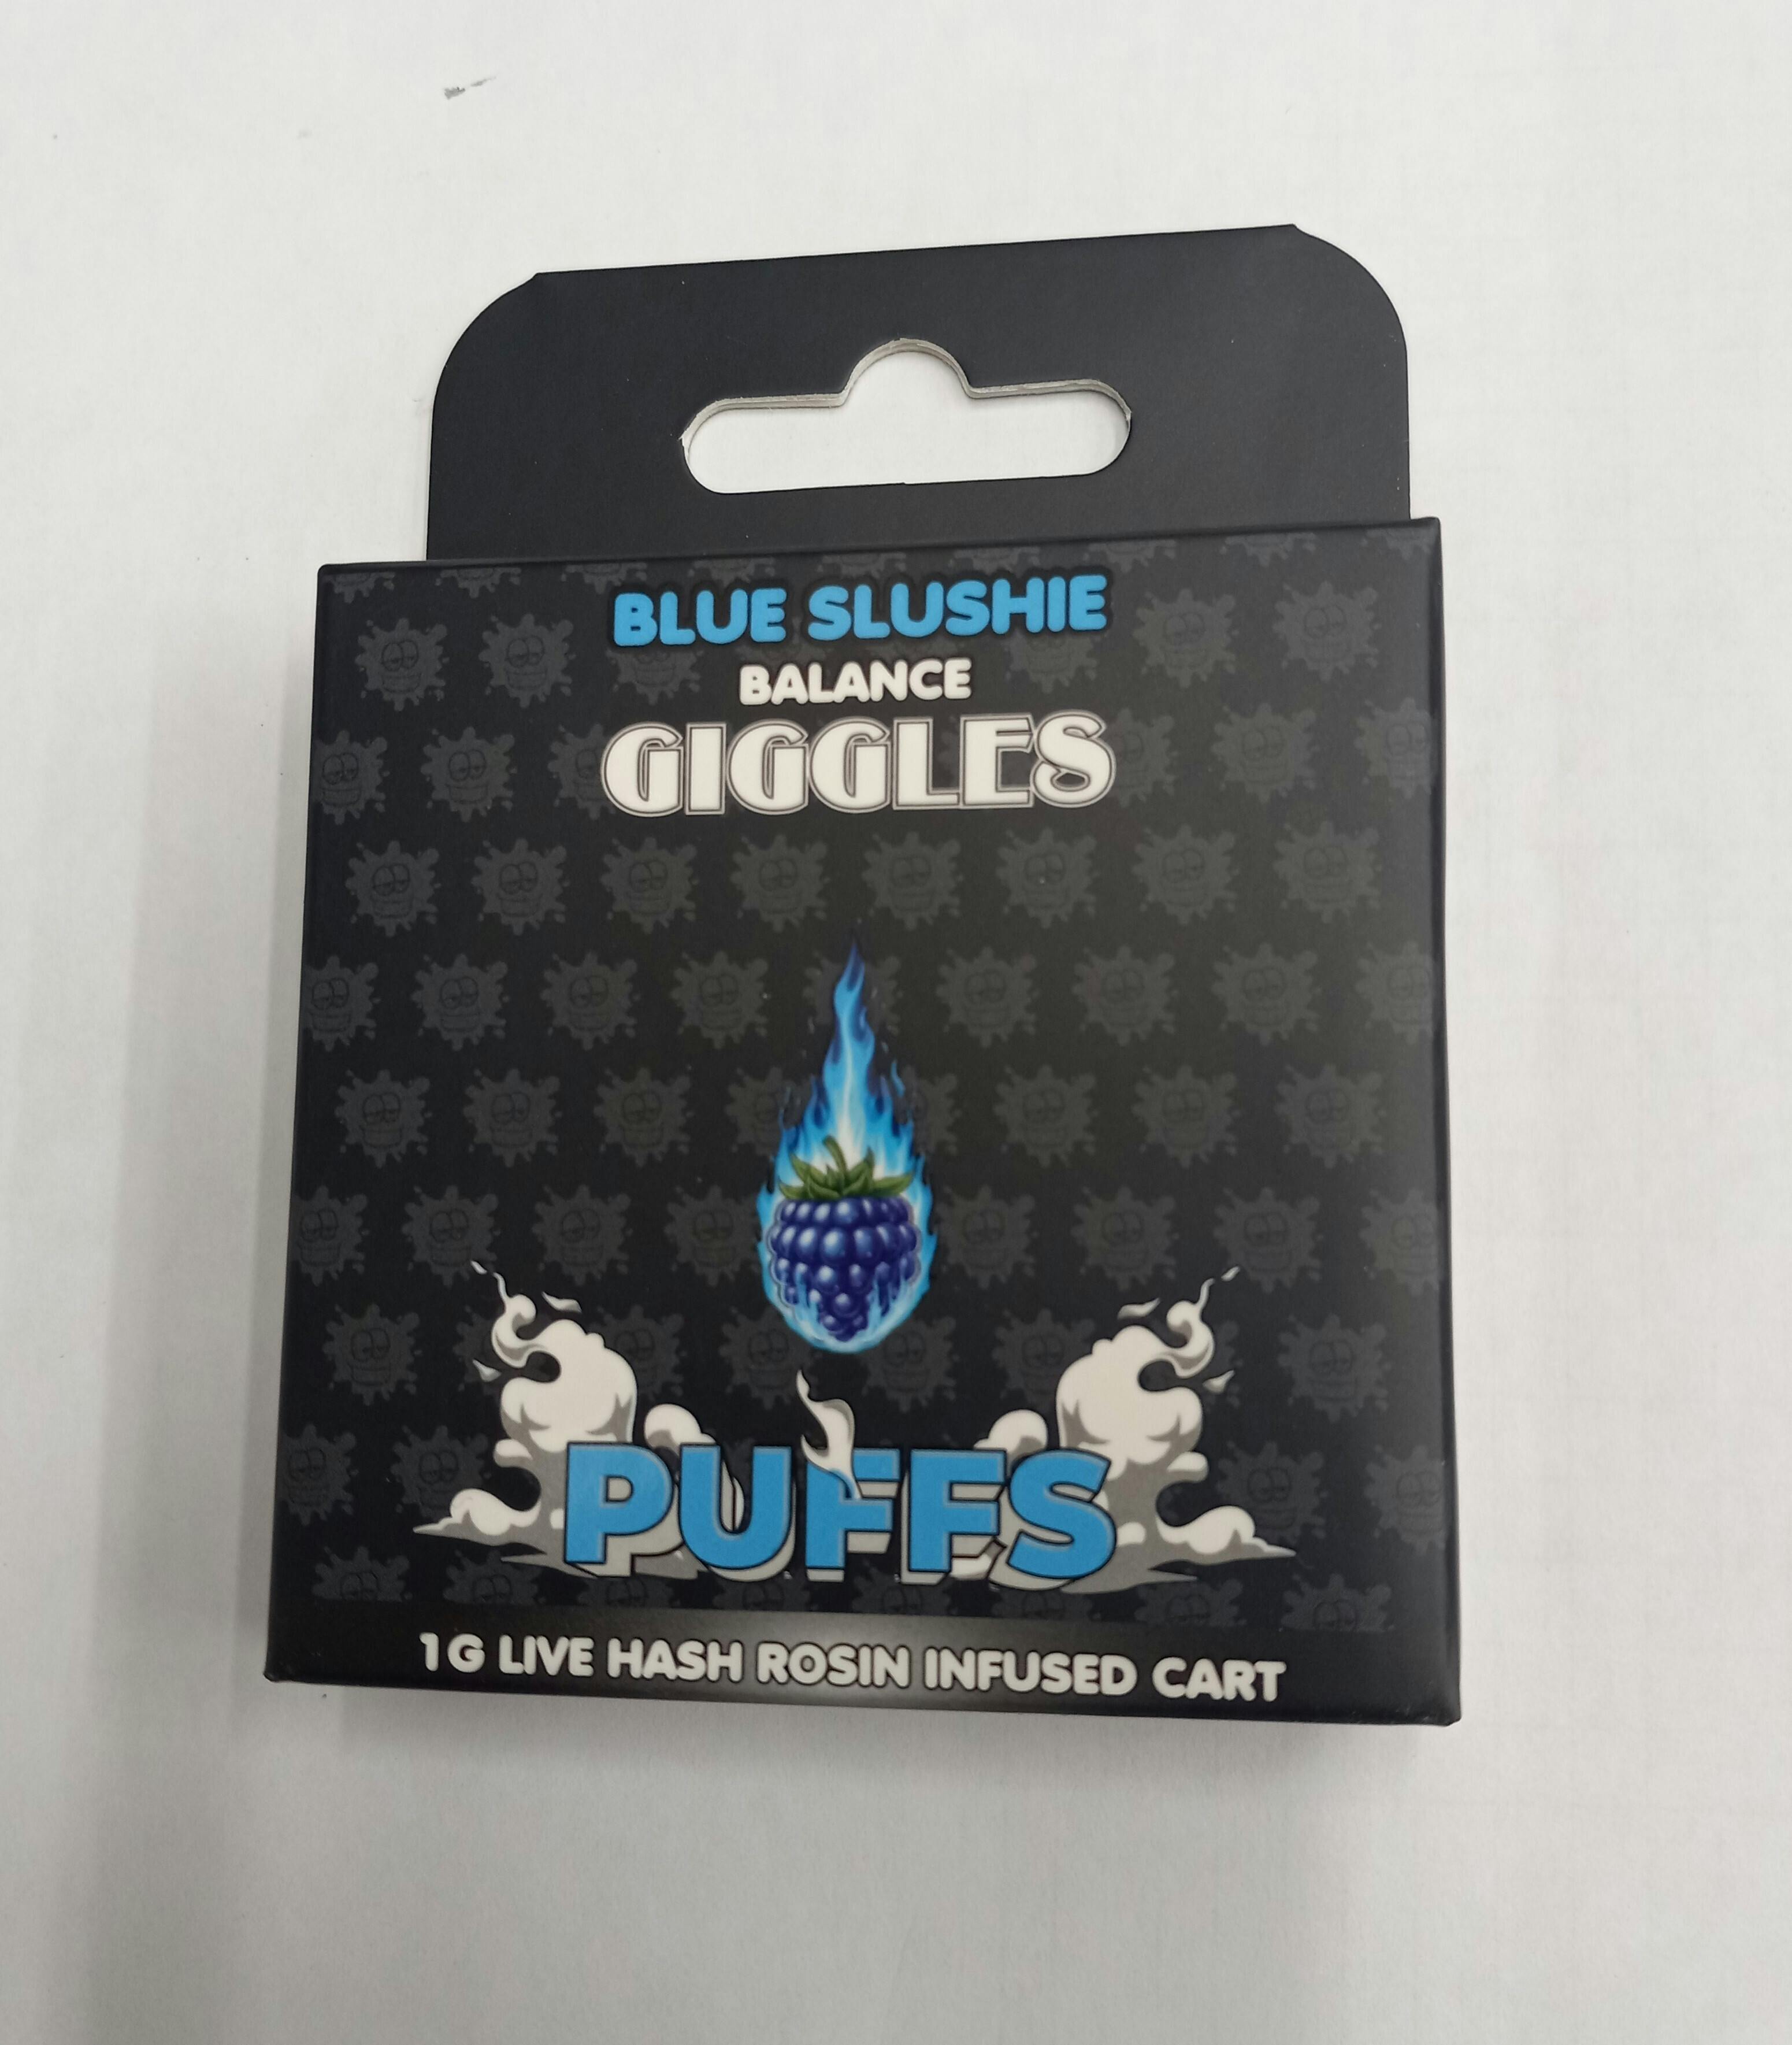 BLUE SLUSHIE
BALANCE
GIGGLES
PUFFS
1G LIVE HASH ROSIN INFUSED CART